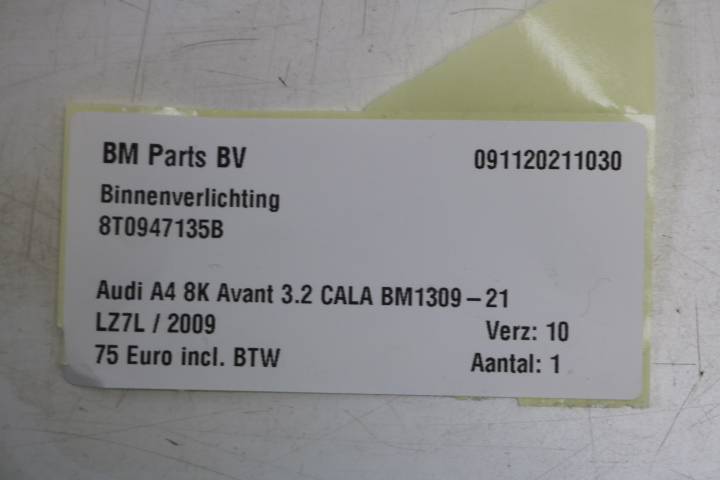 BM Parts BV 091120211030
Binnenverlichting
8T0947135B
Audi A4 8K Avant 3.2 CALA BM1309-21
LZ7L / 2009 Verz: 10
75 Euro incl. BTW Aantal: 1